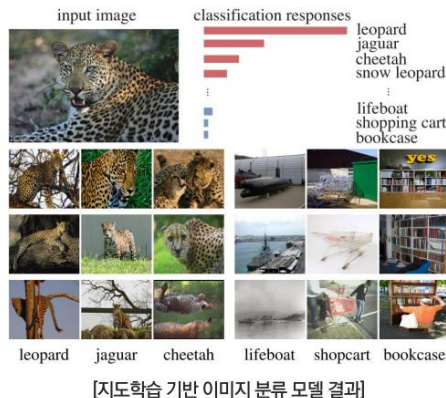 input image
classification responses
leopard
jaguar
cheetah
snow leopard
...
lifeboat
shopping cart
bookcase
yes
leopard jaguar cheetah lifeboat shopcart bookcase
[지도학습 기반 이미지 분류 모델 결과]